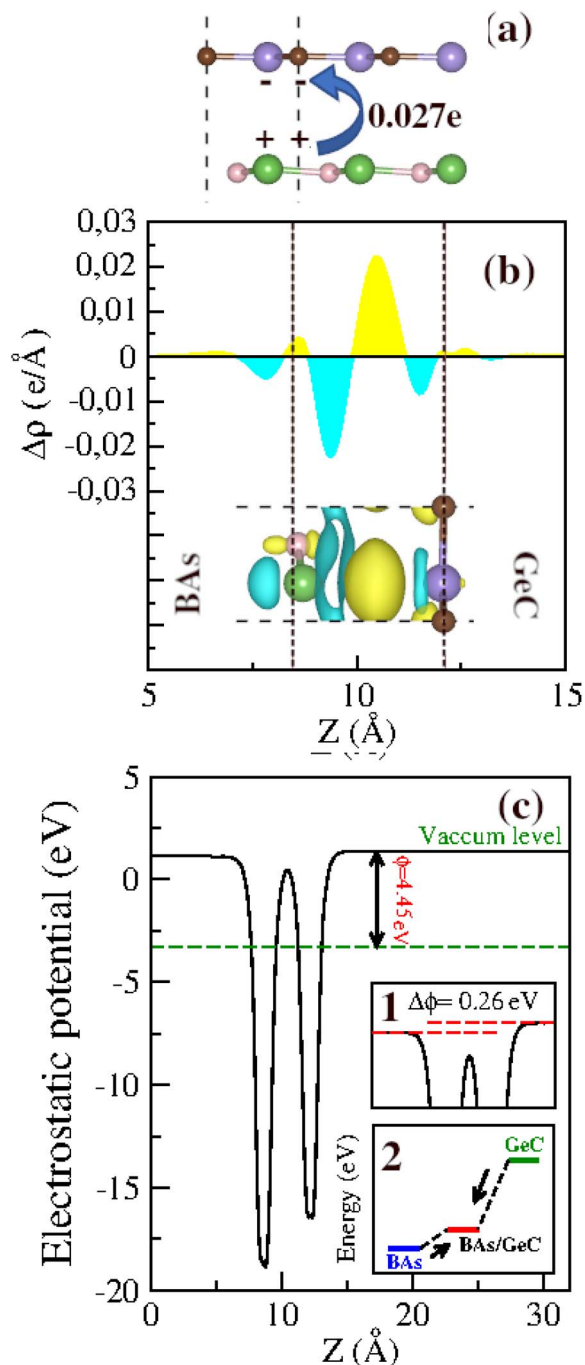 (a)
- -
0.027e
+ +
0,03
(b)
0,02
0,01
0
-0,01
-0,02
-0,03
Δρ (e/Å)
BAs
GeC
5
10
15
Z (Å)
5
(c)
Vaccum level
0
ϕ=4.45 eV
-5
1
Δϕ= 0.26 eV
-10
2
GeC
-15
BAs
BAs/GeC
Energy (eV)
-20
Electrostatic potential (eV)
0
10
20
30
Z (Å)